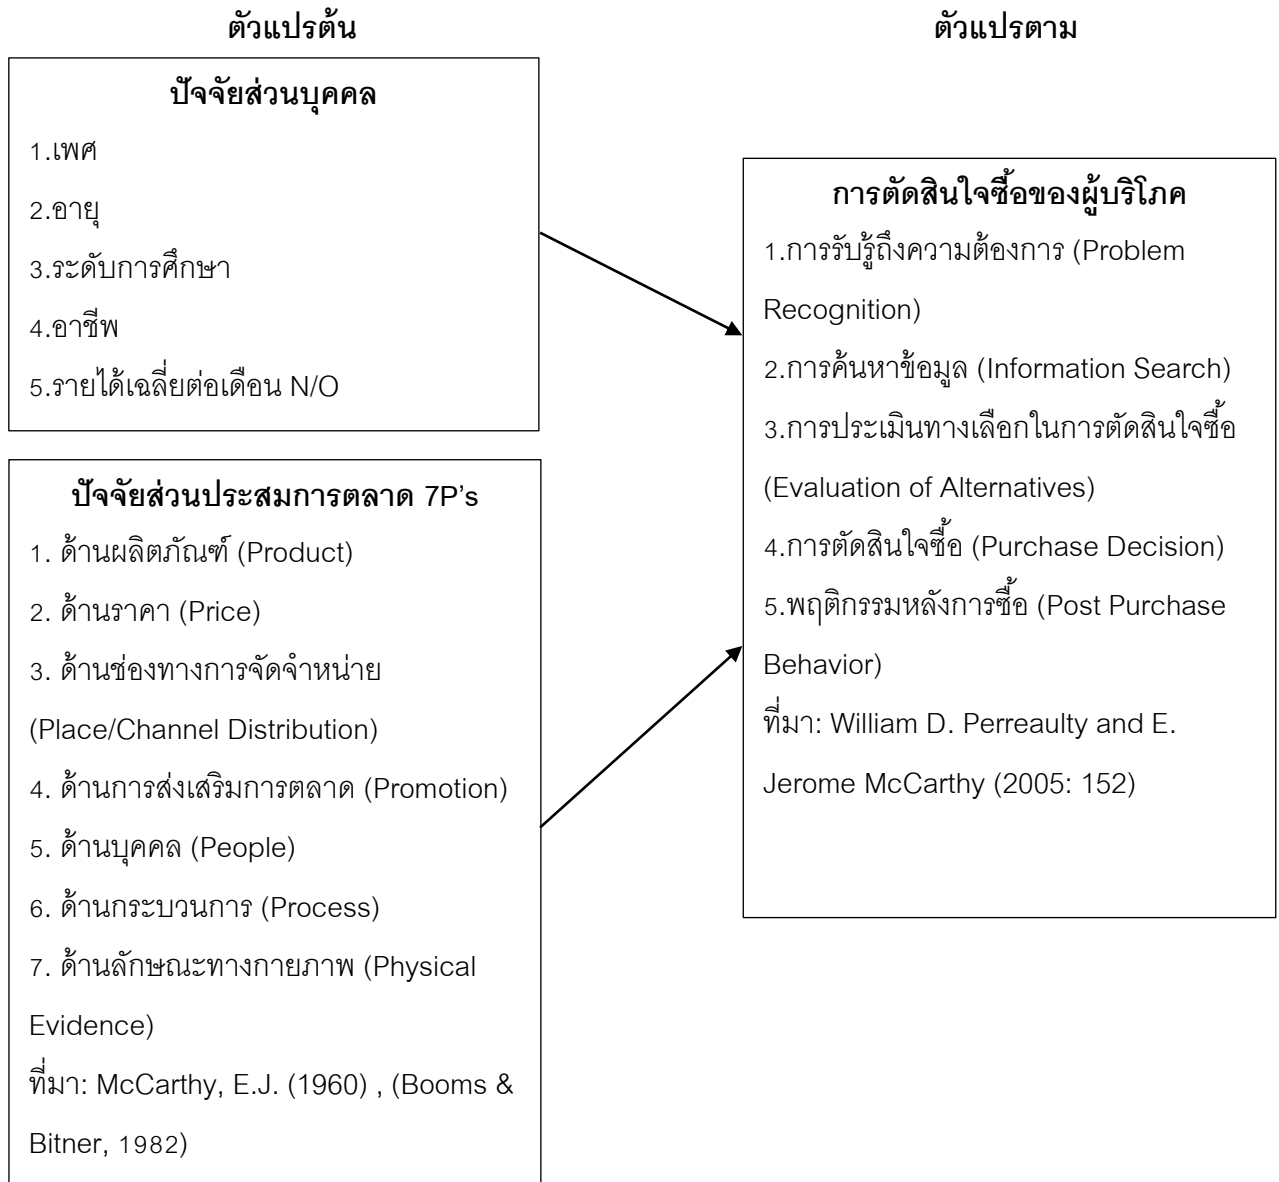 ตัวแปรต้น
ตัวแปรตาม
ปัจจัยส่วนบุคคล
1.เพศ
2.อายุ
3.ระดับการศึกษา
4.อาชีพ
5.รายได้เฉลี่ยต่อเดือน N/O
ปัจจัยส่วนประสมการตลาด 7P’s
1. ด้านผลิตภัณฑ์ (Product)
2. ด้านราคา (Price)
3. ด้านช่องทางการจัดจำหน่าย
(Place/Channel Distribution)
4. ด้านการส่งเสริมการตลาด (Promotion)
5. ด้านบุคคล (People)
6. ด้านกระบวนการ (Process)
7. ด้านลักษณะทางกายภาพ (Physical
Evidence)
ที่มา: McCarthy, E.J. (1960) , (Booms &
Bitner, 1982)
การตัดสินใจซื้อของผู้บริโภค
1.การรับรู้ถึงความต้องการ (Problem
Recognition)
2.การค้นหาข้อมูล (Information Search)
3.การประเมินทางเลือกในการตัดสินใจซื้อ
(Evaluation of Alternatives)
4.การตัดสินใจซื้อ (Purchase Decision)
5.พฤติกรรมหลังการซื้อ (Post Purchase
Behavior)
ที่มา: William D. Perreaulty and E.
Jerome McCarthy (2005: 152)